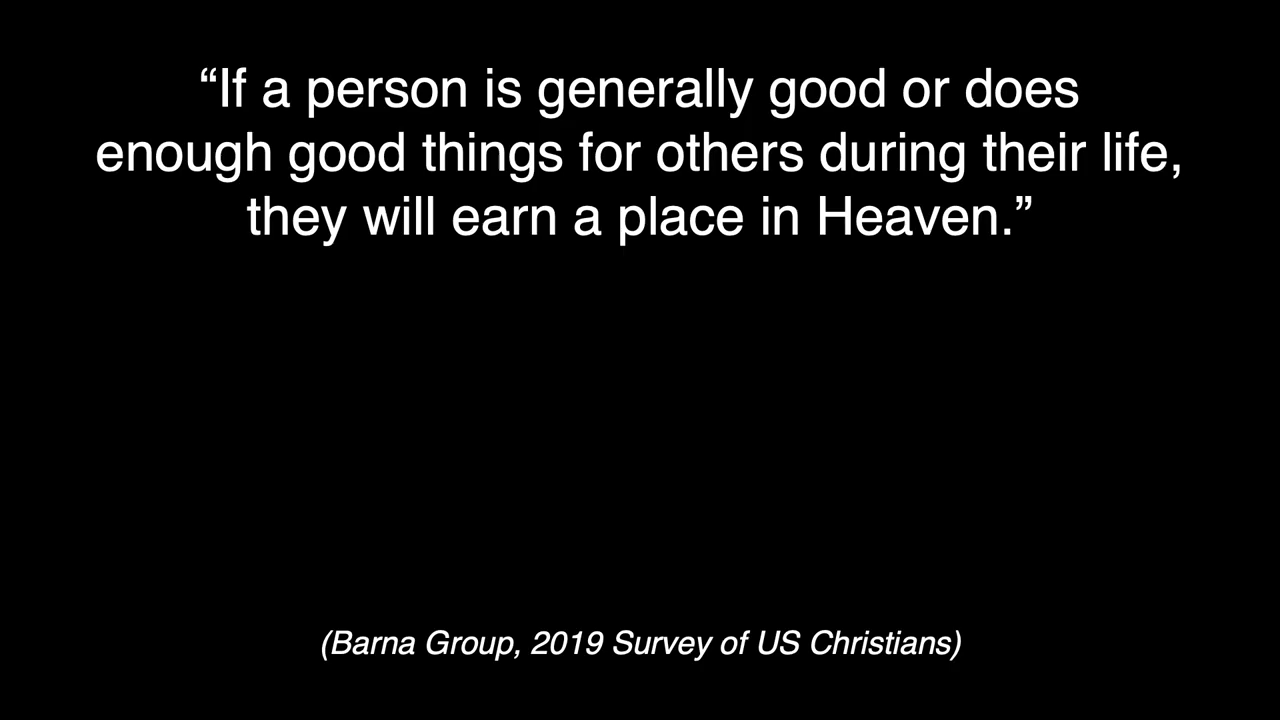 “If a person is generally good or does
enough good things for others during their life,
they will earn a place in Heaven.”
(Barna Group, 2019 Survey of US Christians)